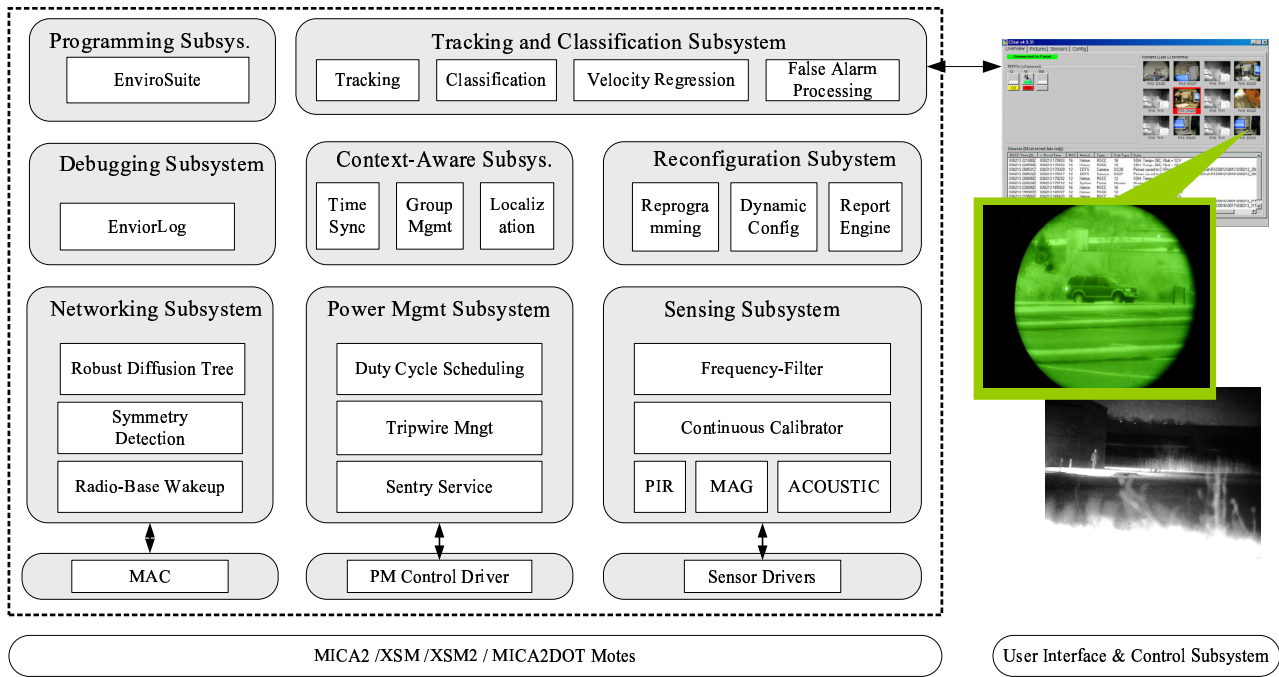 Programming Subsys.
EnviroSuite
Tracking and Classification Subsystem
Tracking
Classification
Velocity Regression
False Alarm
Processing
Debugging Subsystem
EnviorLog
Context-Aware Subsys.
Time
Sync
Group
Mgmt
Localiz
ation
Reconfiguration Subystem
Reprogra
mming
Dynamic
Config
Report
Engine
Networking Subsystem
Robust Diffusion Tree
Symmetry
Detection
Radio-Base Wakeup
Power Mgmt Subsystem
Duty Cycle Scheduling
Tripwire Mngt
Sentry Service
Sensing Subsystem
Frequency-Filter
Continuous Calibrator
PIR
MAG
ACOUSTIC
MAC
PM Control Driver
Sensor Drivers
MICA2 /XSM /XSM2 / MICA2DOT Motes
Overview
Pictures
Sensors
Config
User Interface & Control Subsystem